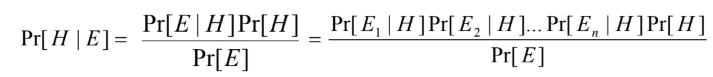 Pr[H | E] = Pr[E | H]Pr[H] / Pr[E] = Pr[E₁ | H]Pr[E₂ | H]...Pr[Eₙ | H]Pr[H] / Pr[E]